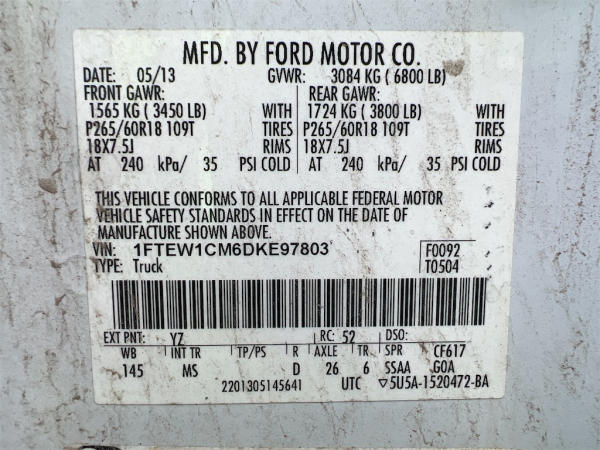 MFD. BY FORD MOTOR CO.
DATE: 05/13 GVWR: 3084 KG ( 6800 LB)
FRONT GAWR: REAR GAWR:
1565 KG ( 3450 LB) WITH 1724 KG ( 3800 LB) WITH
P265/60R18 109T TIRES P265/60R18 109T TIRES
18X7.5J RIMS 18X7.5J RIMS
AT 240 kPa/ 35 PSI COLD AT 240 kPa/ 35 PSI COLD
THIS VEHICLE CONFORMS TO ALL APPLICABLE FEDERAL MOTOR
VEHICLE SAFETY STANDARDS IN EFFECT ON THE DATE OF
MANUFACTURE SHOWN ABOVE.
VIN: 1FTEW1CM6DKE97803 F0092
TYPE: Truck T0504
EXT PNT: YZ RC: 52 DSO:
WB INT TR TP/PS R AXLE TR SPR CF617
145 MS D 26 6 SSAA GOA
2201305145641 UTC ▽5U5A-1520472-BA